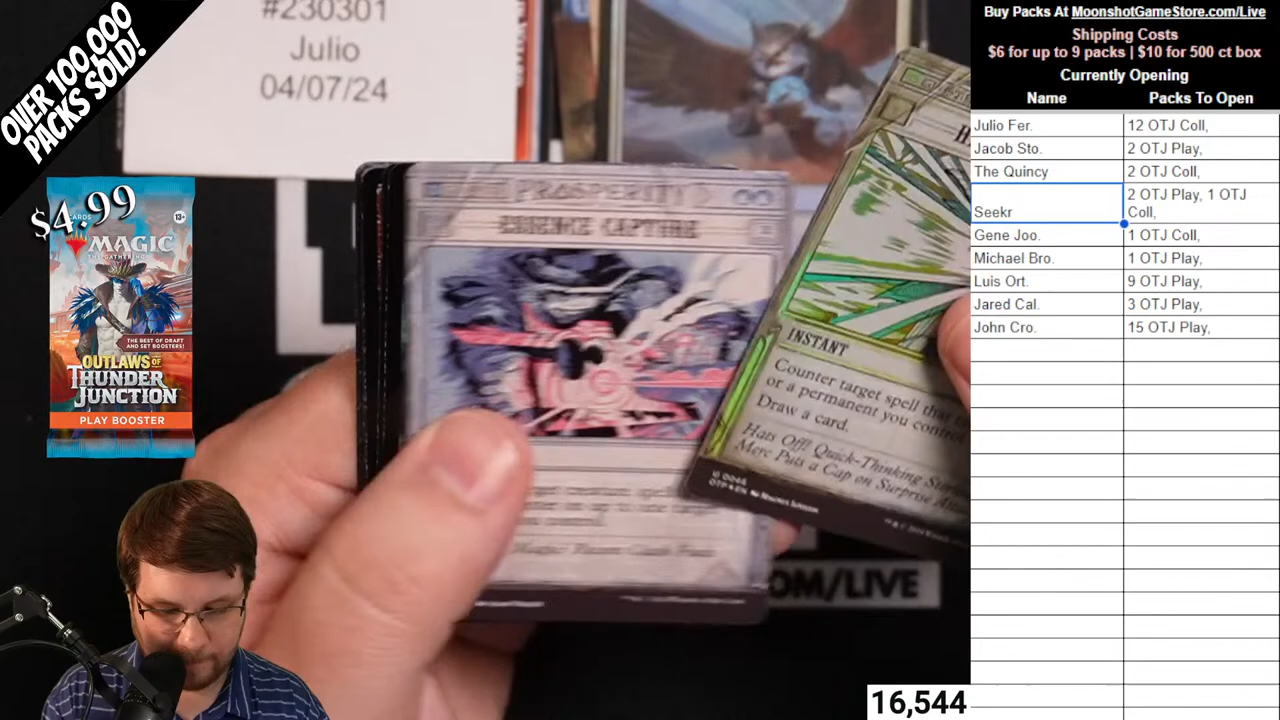 OVER 100,000
PACKS SOLD!
$4.99
CARDS
13+
MAGIC
THE GATHERING
THE BEST OF DRAFT
AND SET BOOSTERS!
OUTLAWS OF
THUNDER
JUNCTION
PLAY BOOSTER
#230301
Julio
04/07/24
PROSPERITY
ESSENCE CAPTURE
INSTANT
Counter target spell that
or a permanent you control
Draw a card.
Hats Off! Quick-Thinking
Merc Puts a Cap on Surprise
U 0046
OTP EN
.COM/LIVE
Buy Packs At MoonshotGameStore.com/Live
Shipping Costs
$6 for up to 9 packs | $10 for 500 ct box
Currently Opening
Name Packs To Open
Julio Fer. 12 OTJ Coll,
Jacob Sto. 2 OTJ Play,
The Quincy 2 OTJ Coll,
Seekr 2 OTJ Play, 1 OTJ
Coll,
Gene Joo. 1 OTJ Coll,
Michael Bro. 1 OTJ Play,
Luis Ort. 9 OTJ Play,
Jared Cal. 3 OTJ Play,
John Cro. 15 OTJ Play,
16,544